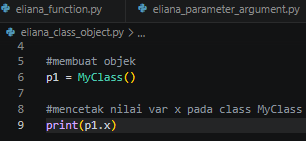 eliana_function.py eliana_parameter_argument.py
eliana_class_object.py > ...
4
5 #membuat objek
6 p1 = MyClass()
7
8 #mencetak nilai var x pada class MyClass
9 print(p1.x)